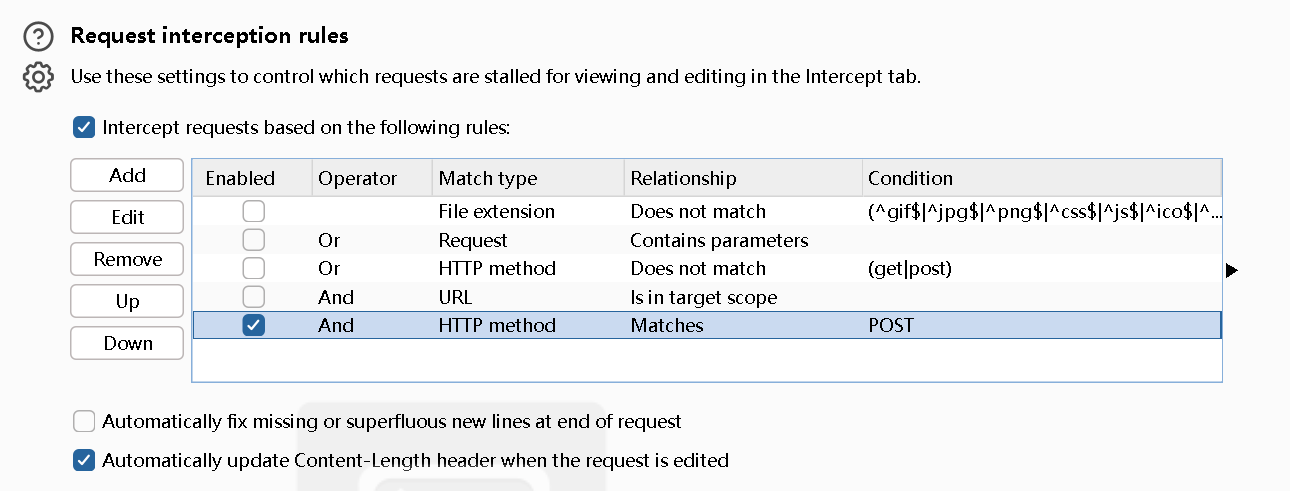 Request interception rules
Use these settings to control which requests are stalled for viewing and editing in the Intercept tab.
Intercept requests based on the following rules:
Add
Edit
Remove
Up
Down
Enabled Operator Match type Relationship Condition
File extension Does not match (^gif$|^jpg$|^png$|^css$|^js$|^ico$|^...
Or Request Contains parameters
Or HTTP method Does not match (get|post)
And URL Is in target scope
And HTTP method Matches POST
Automatically fix missing or superfluous new lines at end of request
Automatically update Content-Length header when the request is edited